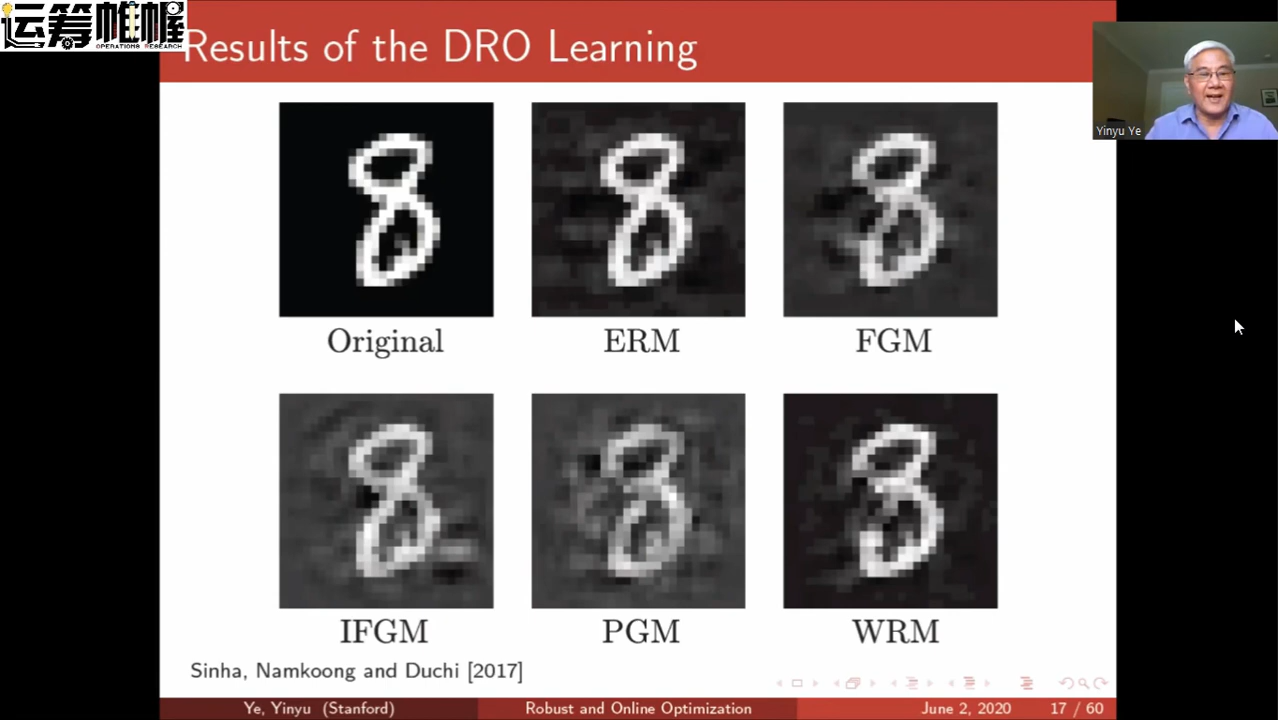 运筹帷幄
OPERATIONS RESEARCH
Results of the DRO Learning
Yinyu Ye
Original
ERM
FGM
IFGM
PGM
WRM
Sinha, Namkoong and Duchi [2017]
Ye, Yinyu (Stanford)
Robust and Online Optimization
June 2, 2020
17 / 60